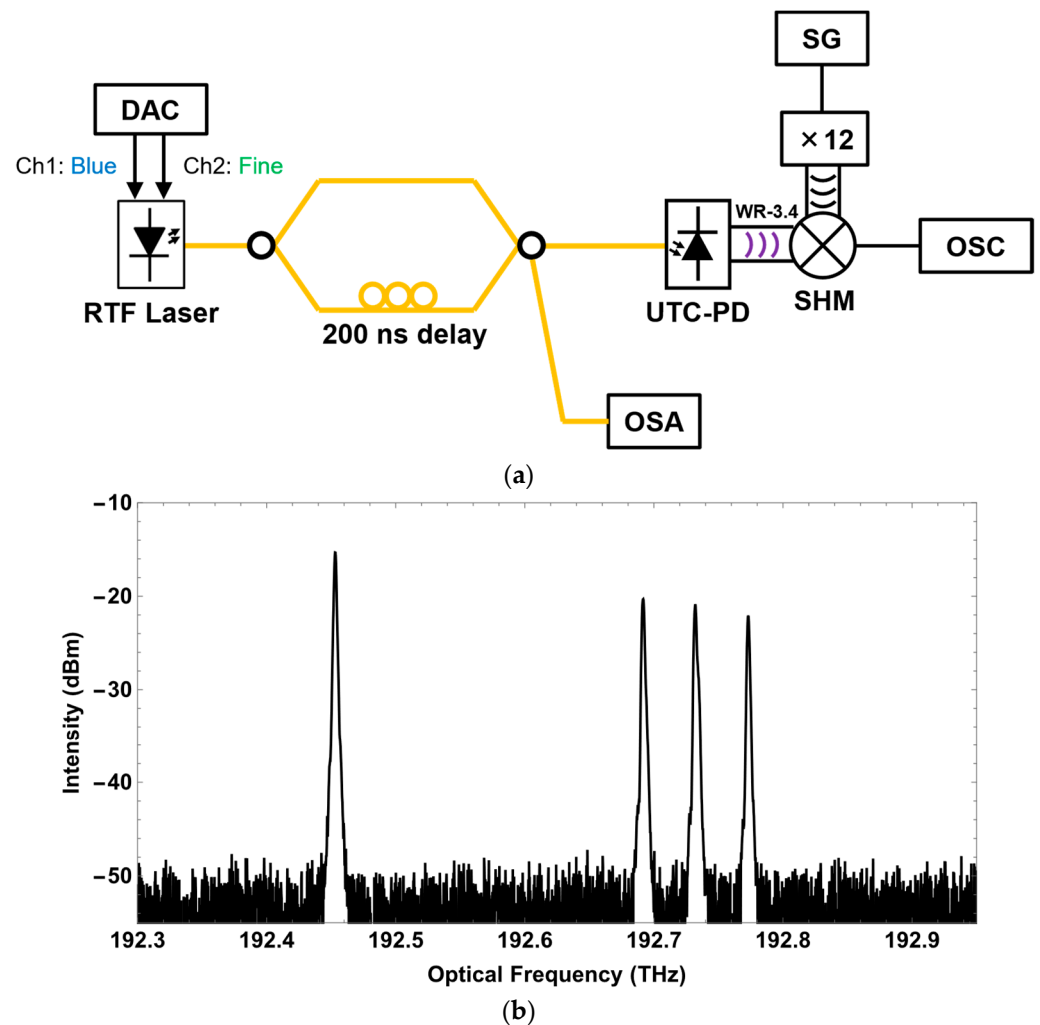 SG
DAC
× 12
Ch1: Blue
Ch2: Fine
WR-3.4
OSC
RTF Laser
200 ns delay
UTC-PD
SHM
OSA
(a)
−10
−20
−30
−40
−50
Intensity (dBm)
192.3 192.4 192.5 192.6 192.7 192.8 192.9
Optical Frequency (THz)
(b)